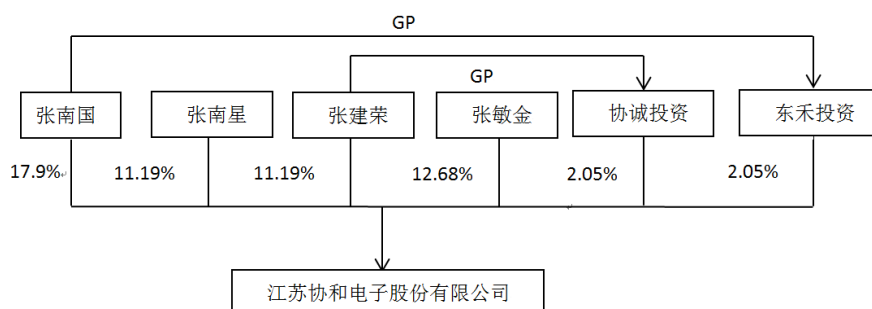 GP
GP
张南国
张南星
张建荣
张敏金
协诚投资
东禾投资
17.9%
11.19%
11.19%
12.68%
2.05%
2.05%
江苏协和电子股份有限公司